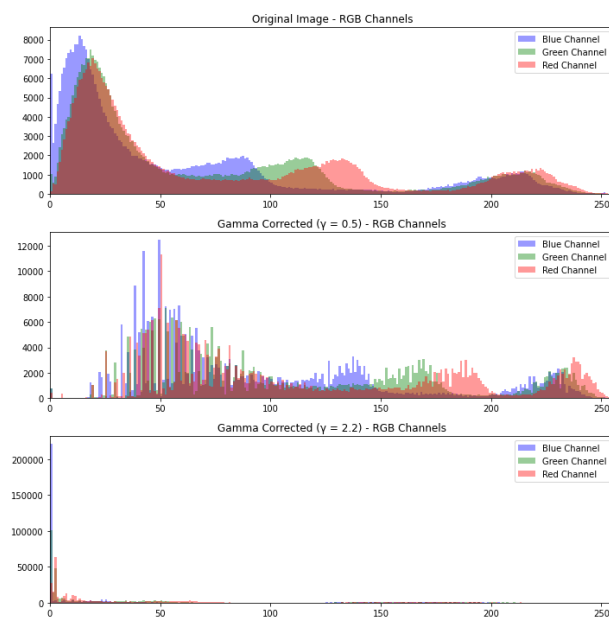 Original Image - RGB Channels
8000
7000
6000
5000
4000
3000
2000
1000
0
Blue Channel
Green Channel
Red Channel
0 50 100 150 200 250
Gamma Corrected (γ = 0.5) - RGB Channels
12000
10000
8000
6000
4000
2000
0
Blue Channel
Green Channel
Red Channel
0 50 100 150 200 250
Gamma Corrected (γ = 2.2) - RGB Channels
200000
150000
100000
50000
0
Blue Channel
Green Channel
Red Channel
0 50 100 150 200 250